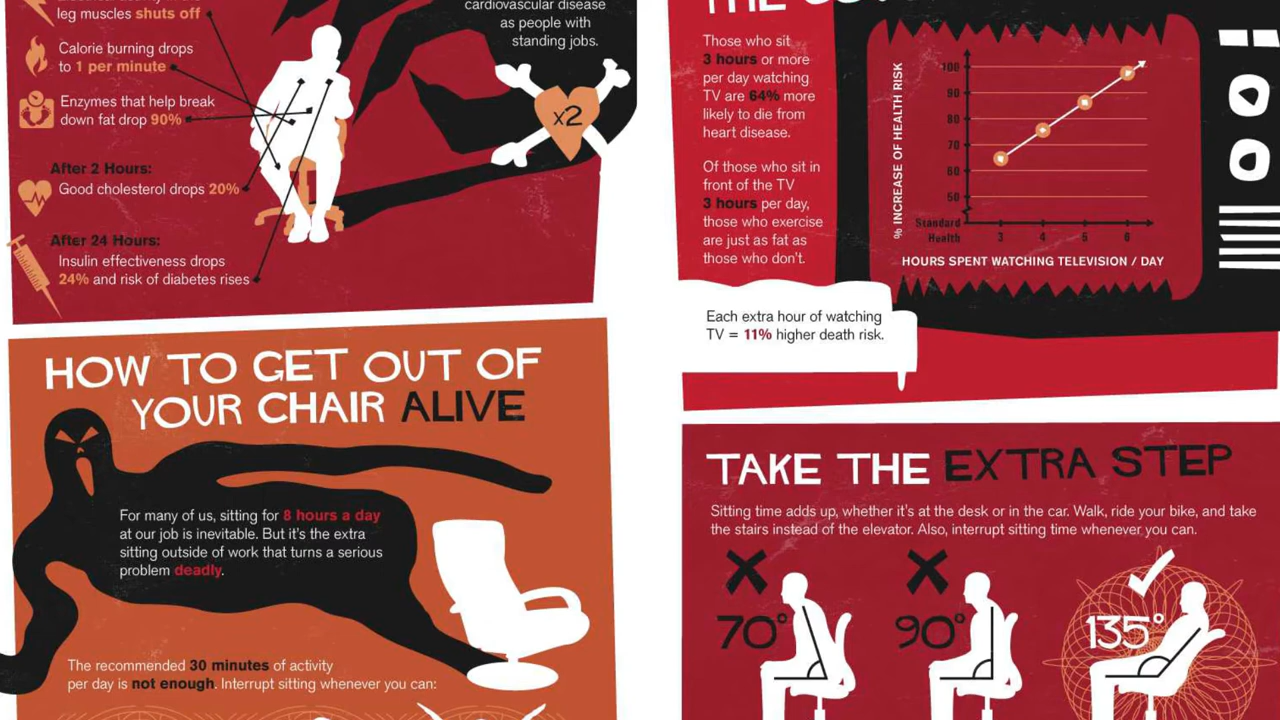 leg muscles shuts off
Calorie burning drops
to 1 per minute
Enzymes that help break
down fat drop 90%
After 2 Hours:
Good cholesterol drops 20%
After 24 Hours:
Insulin effectiveness drops
24% and risk of diabetes rises
cardiovascular disease
as people with
standing jobs.
x2
HOW TO GET OUT OF
YOUR CHAIR ALIVE
For many of us, sitting for 8 hours a day
at our job is inevitable. But it's the extra
sitting outside of work that turns a serious
problem deadly.
The recommended 30 minutes of activity
per day is not enough. Interrupt sitting whenever you can:
THE
Those who sit
3 hours or more
per day watching
TV are 64% more
likely to die from
heart disease.
Of those who sit in
front of the TV
3 hours per day,
those who exercise
are just as fat as
those who don't.
Each extra hour of watching
TV = 11% higher death risk.
% INCREASE OF HEALTH RISK
100
90
80
70
60
50
Standard
Health
3 4 5 6
HOURS SPENT WATCHING TELEVISION / DAY
TAKE THE EXTRA STEP
Sitting time adds up, whether it's at the desk or in the car. Walk, ride your bike, and take
the stairs instead of the elevator. Also, interrupt sitting time whenever you can.
70° 90° 135°